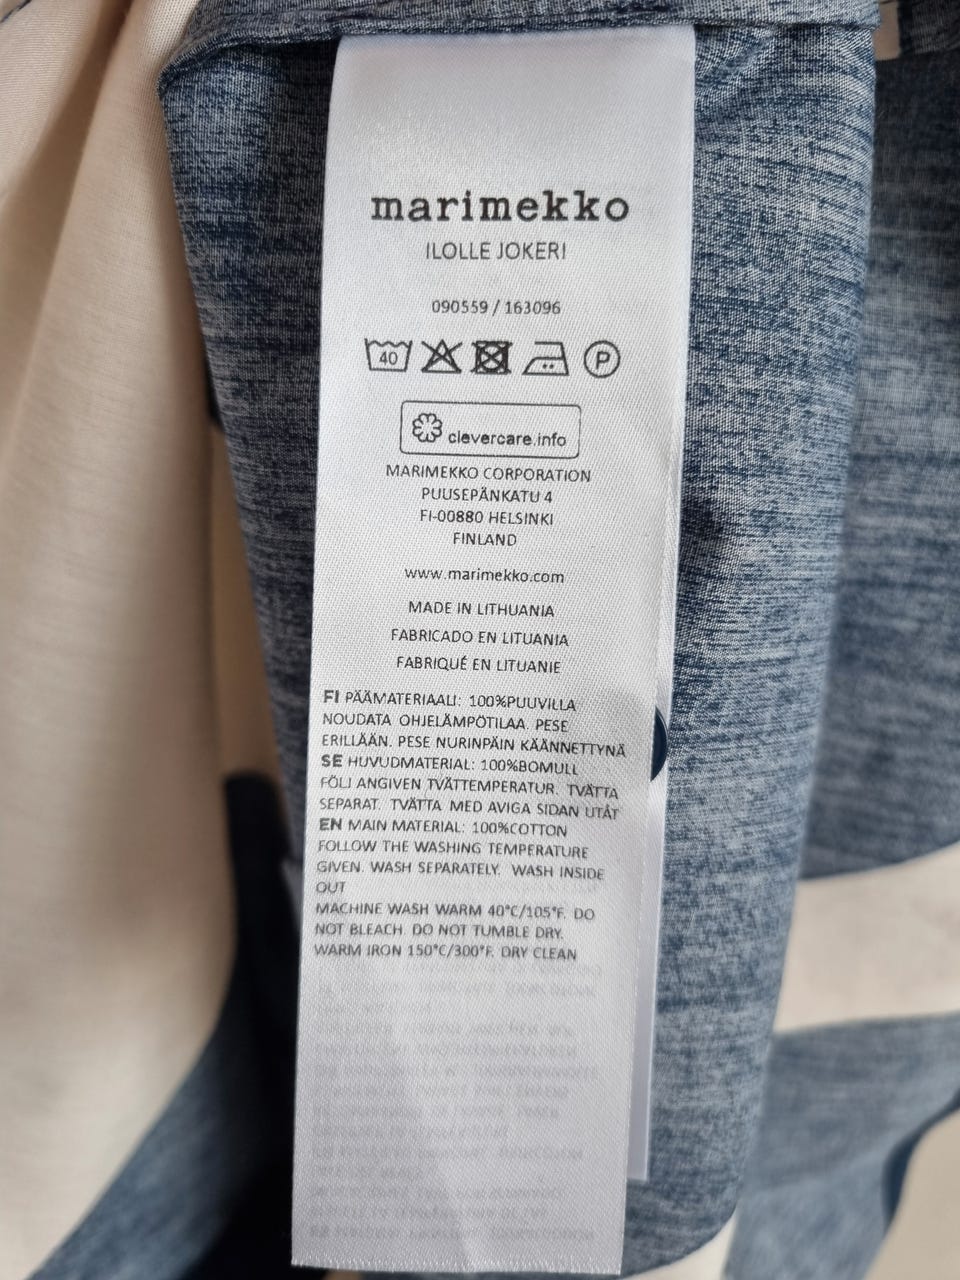 marimekko
ILOLLE JOKERI
090559 / 163096
40
P
clevercare.info
MARIMEKKO CORPORATION
PUUSEPÄNKATU 4
FI-00880 HELSINKI
FINLAND
www.marimekko.com
MADE IN LITHUANIA
FABRICADO EN LITUANIA
FABRIQUÉ EN LITUANIE
FI PÄÄMATERIAALI: 100%PUUVILLA
NOUDATA OHJELÄMPÖTILAA. PESE
ERILLÄÄN. PESE NURINPÄIN KÄÄNNETTYNÄ
SE HUVUDMATERIAL: 100%BOMULL
FÖLJ ANGIVEN TVÄTTEMPERATUR. TVÄTTA
SEPARAT. TVÄTTA MED AVIGA SIDAN UTÅT
EN MAIN MATERIAL: 100%COTTON
FOLLOW THE WASHING TEMPERATURE
GIVEN. WASH SEPARATELY. WASH INSIDE
OUT
MACHINE WASH WARM 40°C/105°F. DO
NOT BLEACH. DO NOT TUMBLE DRY.
WARM IRON 150°C/300°F. DRY CLEAN